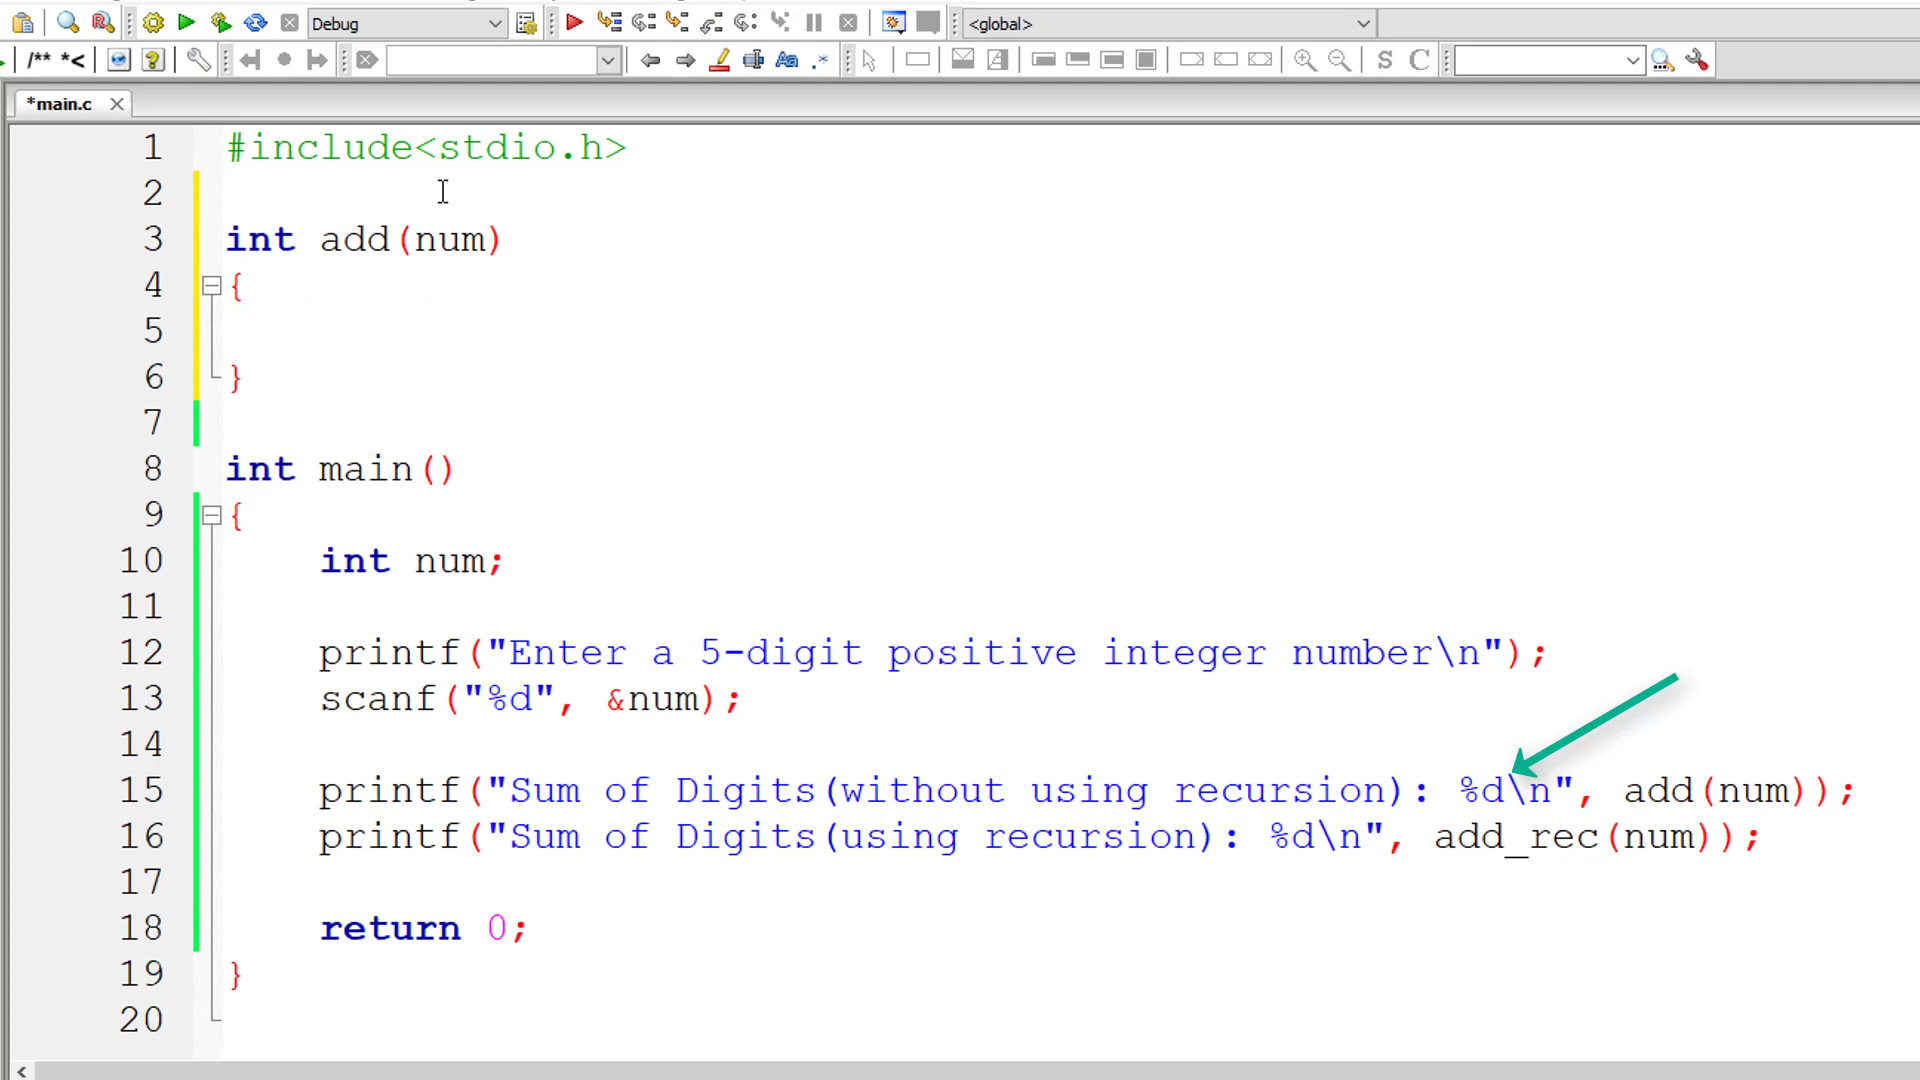 Debug <global>
/** *< Aa .* S C
*main.c
1 #include<stdio.h>
2
3 int add(num)
4 {
5
6 }
7
8 int main()
9 {
10 int num;
11
12 printf("Enter a 5-digit positive integer number\n");
13 scanf("%d", &num);
14
15 printf("Sum of Digits(without using recursion): %d\n", add(num));
16 printf("Sum of Digits(using recursion): %d\n", add_rec(num));
17
18 return 0;
19 }
20